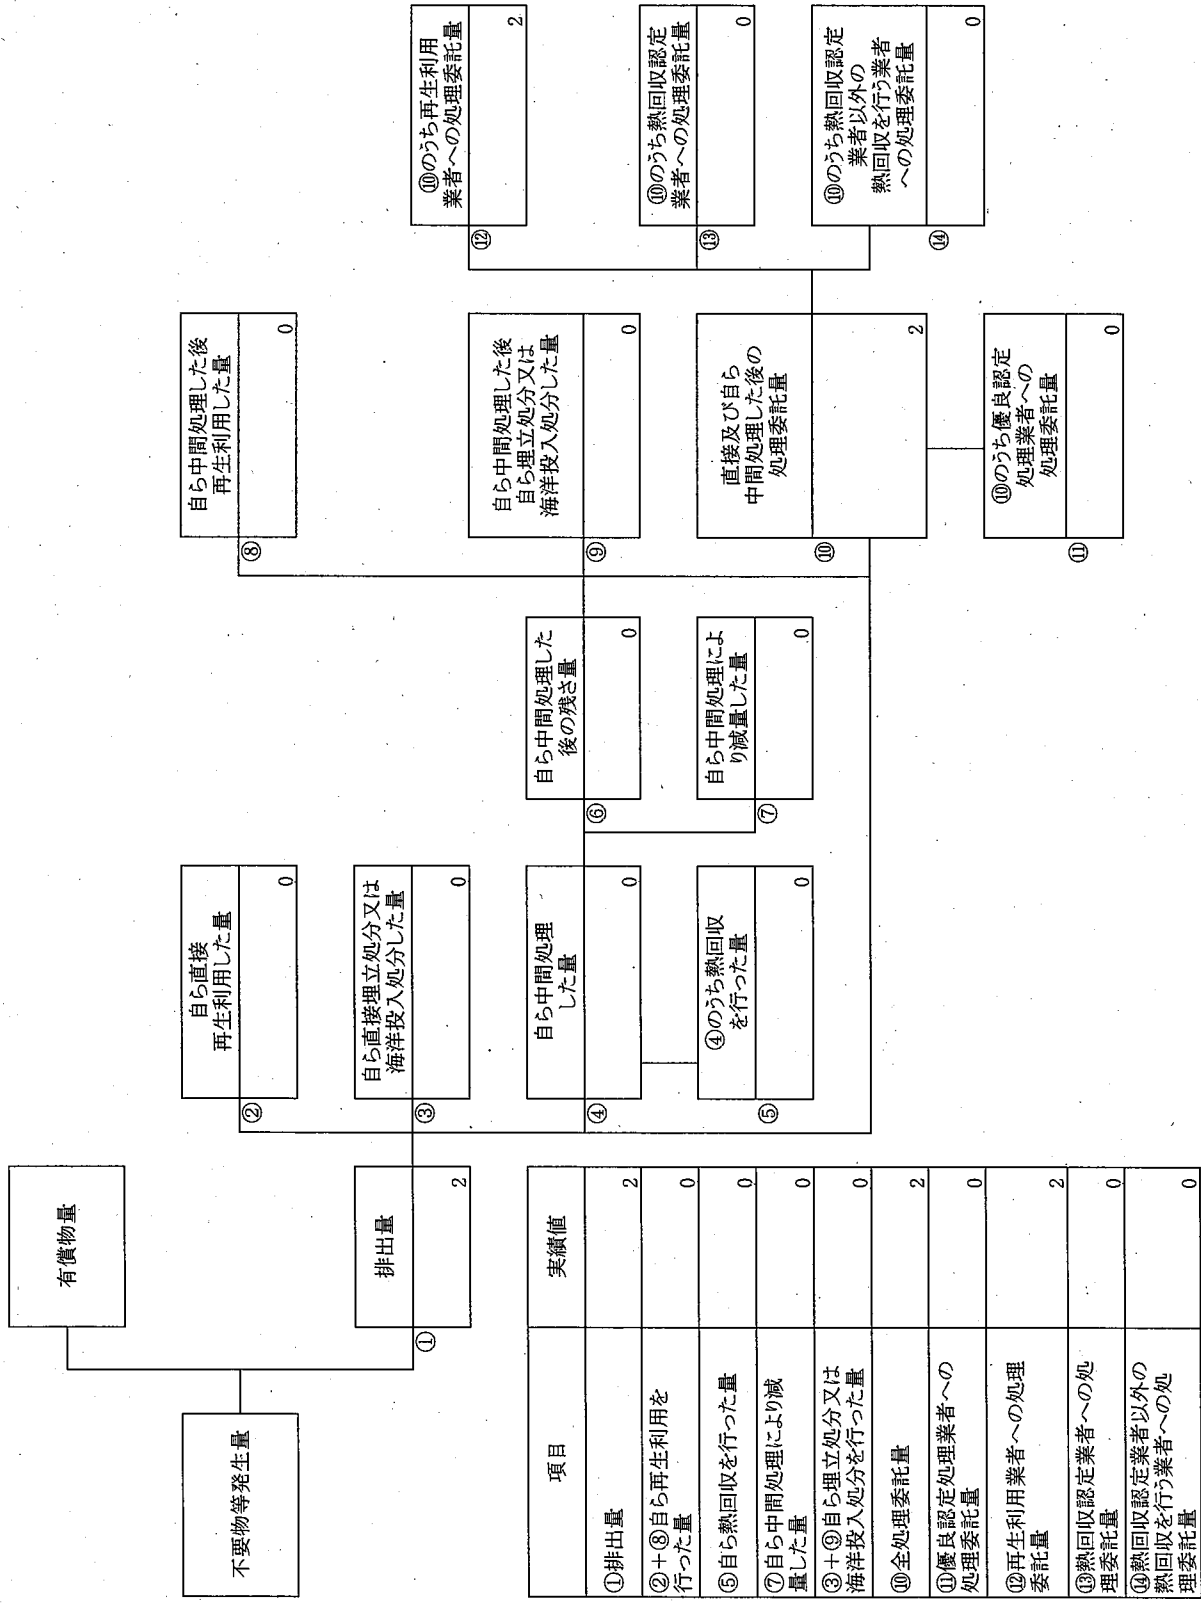 不要物等発生量
有償物量
①
排出量
2
②
自ら直接
再生利用した量
0
③
自ら直接埋立処分又は
海洋投入処分した量
0
④
自ら中間処理
した量
0
⑤
④のうち熱回収
を行った量
0
⑥
自ら中間処理した
後の残さ量
0
⑦
自ら中間処理によ
り減量した量
0
⑧
自ら中間処理した後
再生利用した量
0
⑨
自ら中間処理した後
自ら埋立処分又は
海洋投入処分した量
0
⑩
直接及び自ら
中間処理した後の
処理委託量
2
⑪
⑩のうち優良認定
処理業者への
処理委託量
0
⑫
⑩のうち再生利用
業者への処理委託量
2
⑬
⑩のうち熱回収認定
業者への処理委託量
0
⑭
⑩のうち熱回収認定
業者以外の
熱回収を行う業者
への処理委託量
0
項目 実績値
①排出量 2
②+⑧自ら再生利用を
行った量 0
⑤自ら熱回収を行った量 0
⑦自ら中間処理により減
量した量 0
③+⑨自ら埋立処分又は
海洋投入処分を行った量 0
⑩全処理委託量 2
⑪優良認定処理業者への
処理委託量 0
⑫再生利用業者への処理
委託量 2
⑬熱回収認定業者への処
理委託量 0
⑭熱回収認定業者以外の
熱回収を行う業者への処
理委託量 0